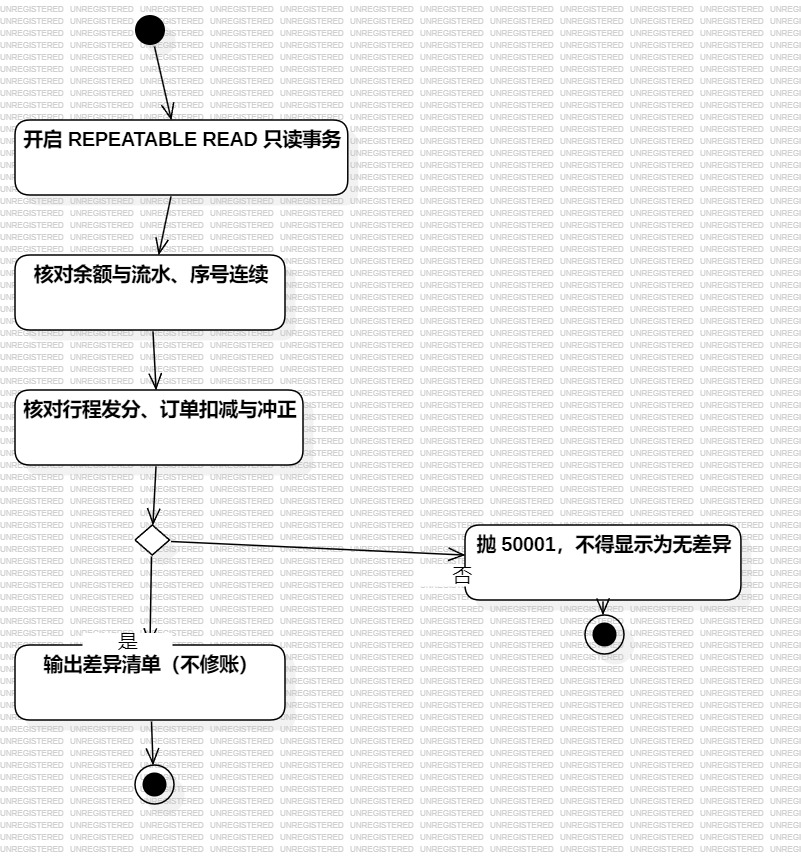 开启 REPEATABLE READ 只读事务
核对余额与流水、序号连续
核对行程发分、订单扣减与冲正
抛 50001，不得显示为无差异
否
是
输出差异清单（不修账）
UNREGISTERED